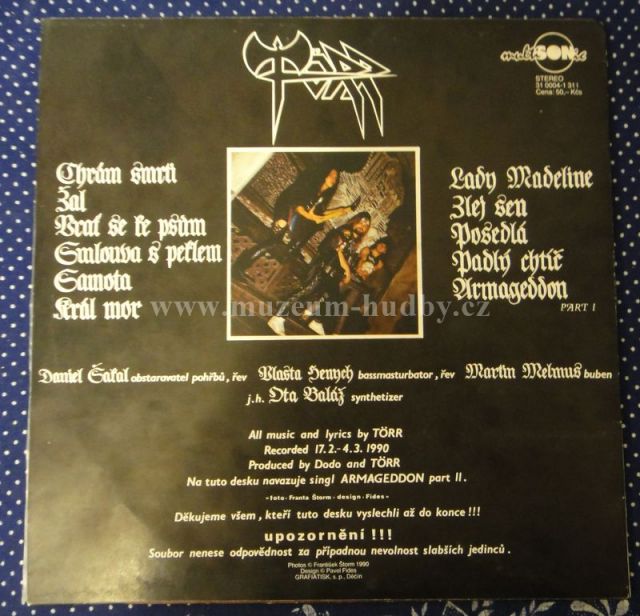 TÖRR
multiSONic
STEREO
31 0004-1 311
Cena: 50,- Kčs
Chrám smrti
Žal
Vrať se ke psům
Smlouva s peklem
Samota
Král mor
Lady Madeline
Zlej sen
Posedlá
Padlý chtíč
Armageddon
PART I
www.muzeum-hudby.cz
Daniel Šakal obstaravatel pohřbů, řev Vlasta Henych bassmasturbator, řev Martin Melmus buben
j.h. Ota Baláž synthetizer
All music and lyrics by TÖRR
Recorded 17.2.-4.3. 1990
Produced by Dodo and TÖRR
Na tuto desku navazuje singl ARMAGEDDON part II.
-foto- Franta Štorm - design - Fides-
Děkujeme všem, kteří tuto desku vyslechli až do konce!!!
upozornění!!!
Soubor nenese odpovědnost za případnou nevolnost slabších jedinců.
Photos © František Štorm 1990
Design © Pavel Fides
GRAFIATISK, s. p., Děčín